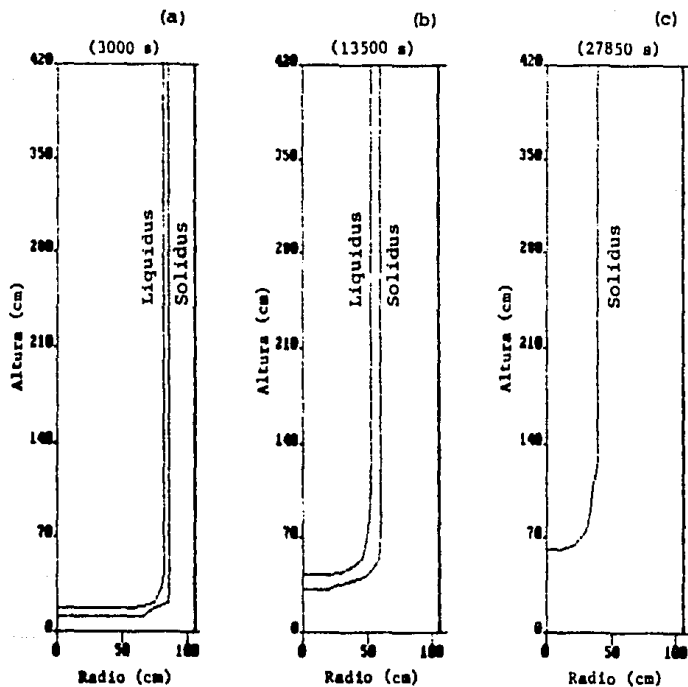 (a)
(3000 s)
420
350
280
210
140
70
0
Altura (cm)
Liquidus
Solidus
0 50 100
Radio (cm)
(b)
(13500 s)
420
350
280
210
140
70
0
Altura (cm)
Liquidus
Solidus
0 50 100
Radio (cm)
(c)
(27850 s)
420
350
280
210
140
70
0
Altura (cm)
Solidus
0 50 100
Radio (cm)